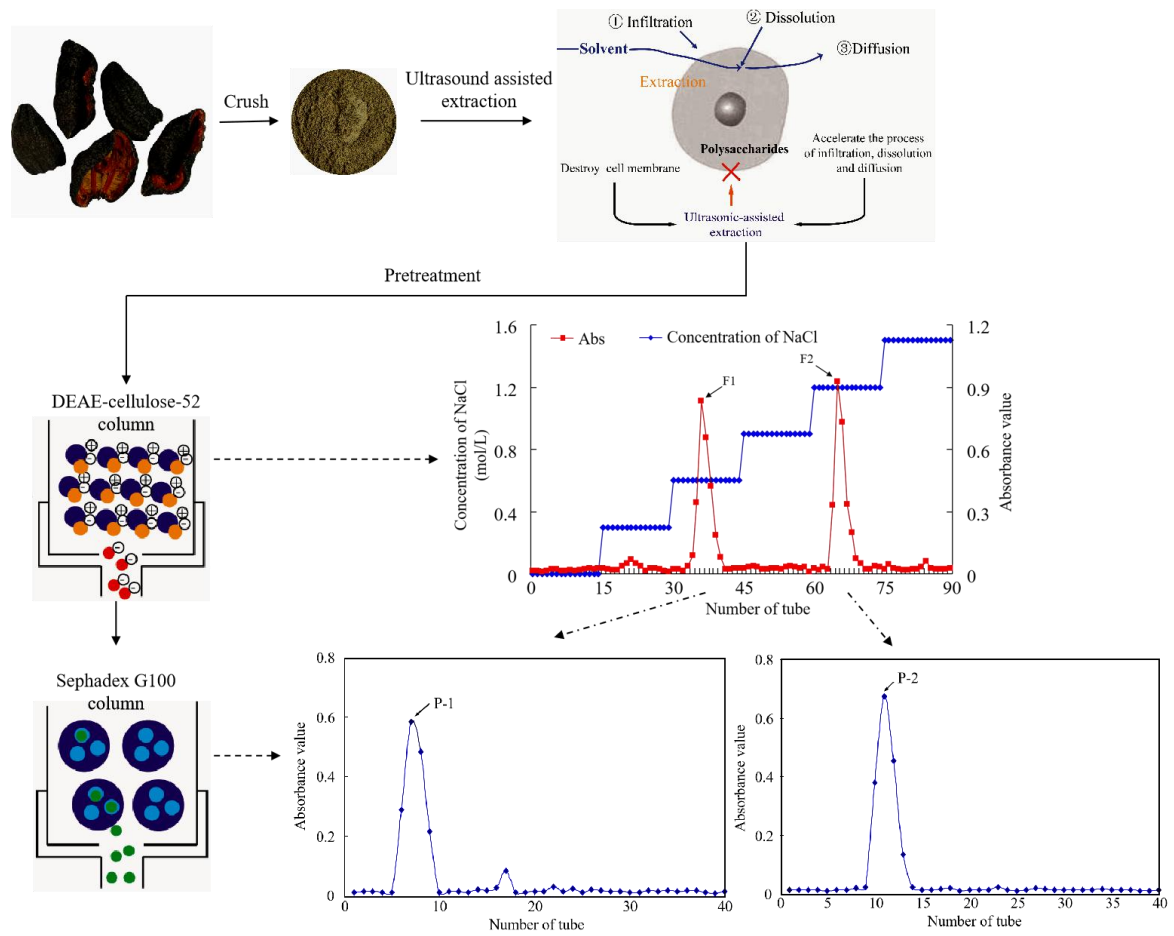 Crush
Ultrasound assisted
extraction
① Infiltration
② Dissolution
Solvent
③Diffusion
Extraction
Polysaccharides
Destroy cell membrane
Accelerate the process
of infiltration, dissolution
and diffusion
Ultrasonic-assisted
extraction
Pretreatment
DEAE-cellulose-52
column
+ + + +
- - - -
+ + + +
- - - -
+ + + +
- - - -
-
-
- -
Concentration of NaCl
(mol/L)
1.6
1.2
0.8
0.4
0
Abs
Concentration of NaCl
F1
F2
1.2
0.9
0.6
0.3
0
Absorbance value
0 15 30 45 60 75 90
Number of tube
Sephadex G100
column
Absorbance value
0.8
0.6
0.4
0.2
0
P-1
0 10 20 30 40
Number of tube
Absorbance value
0.8
0.6
0.4
0.2
0
P-2
1 5 10 15 20 25 30 35 40
Number of tube